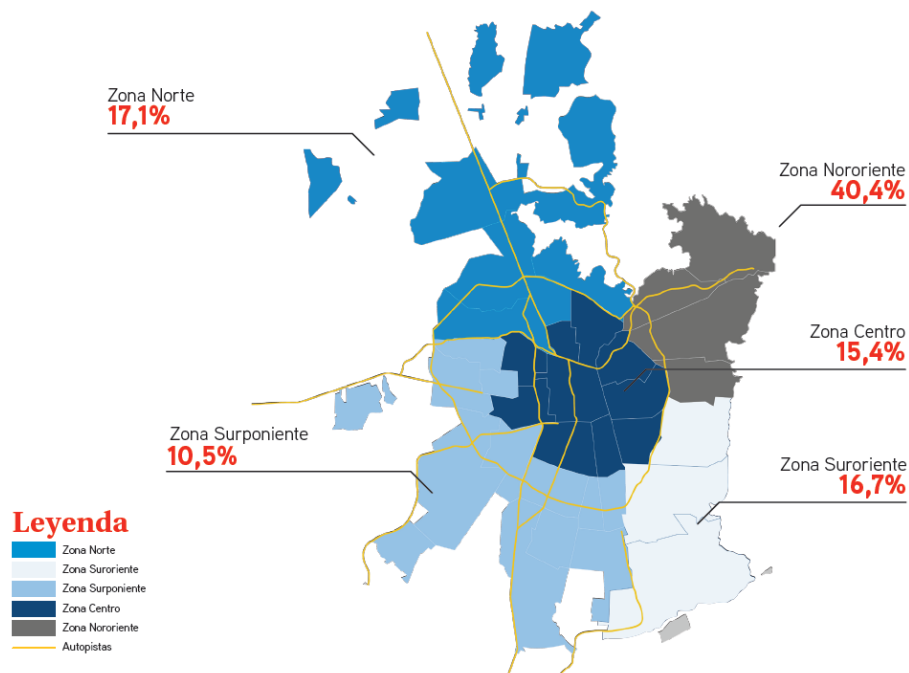 Zona Norte
17,1%
Zona Nororiente
40,4%
Zona Centro
15,4%
Zona Surponiente
10,5%
Zona Suroriente
16,7%
Leyenda
Zona Norte
Zona Suroriente
Zona Surponiente
Zona Centro
Zona Nororiente
Autopistas